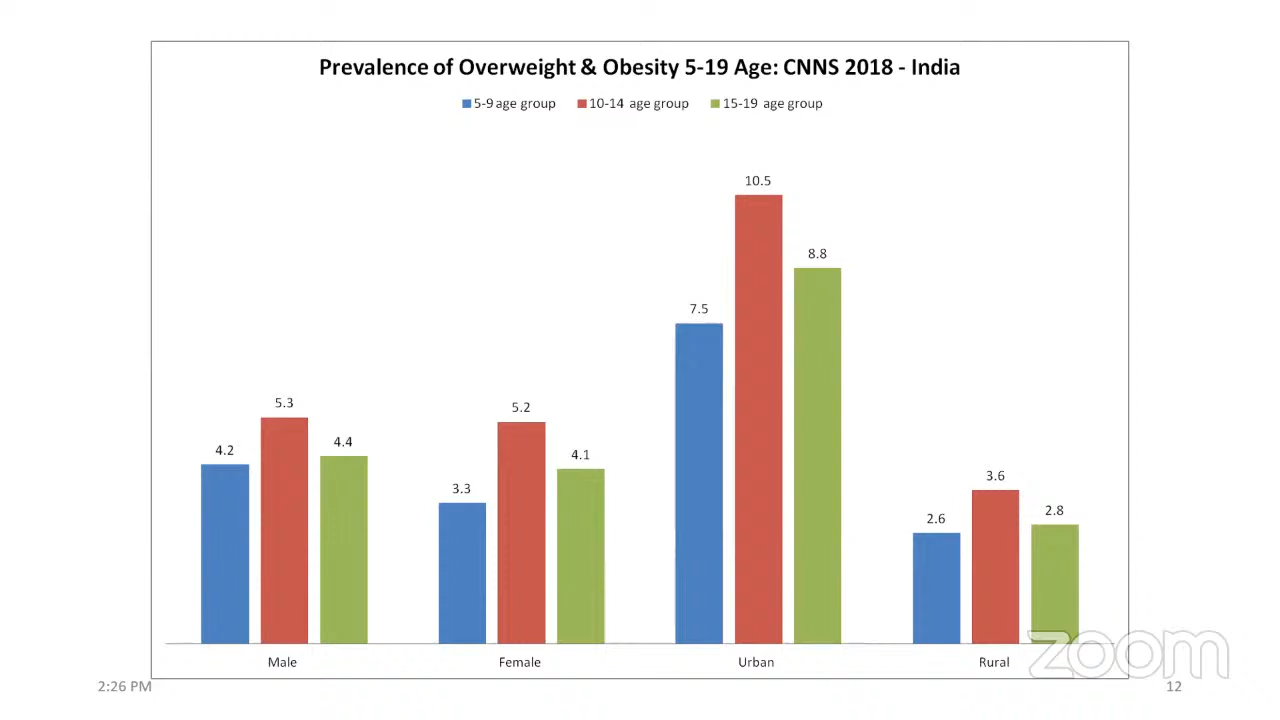 Prevalence of Overweight & Obesity 5-19 Age: CNNS 2018 - India
5-9 age group 10-14 age group 15-19 age group
10.5
8.8
7.5
5.3
5.2
4.2
4.4
4.1
3.3
3.6
2.6
2.8
Male Female Urban Rural
zoom
2:26 PM
12